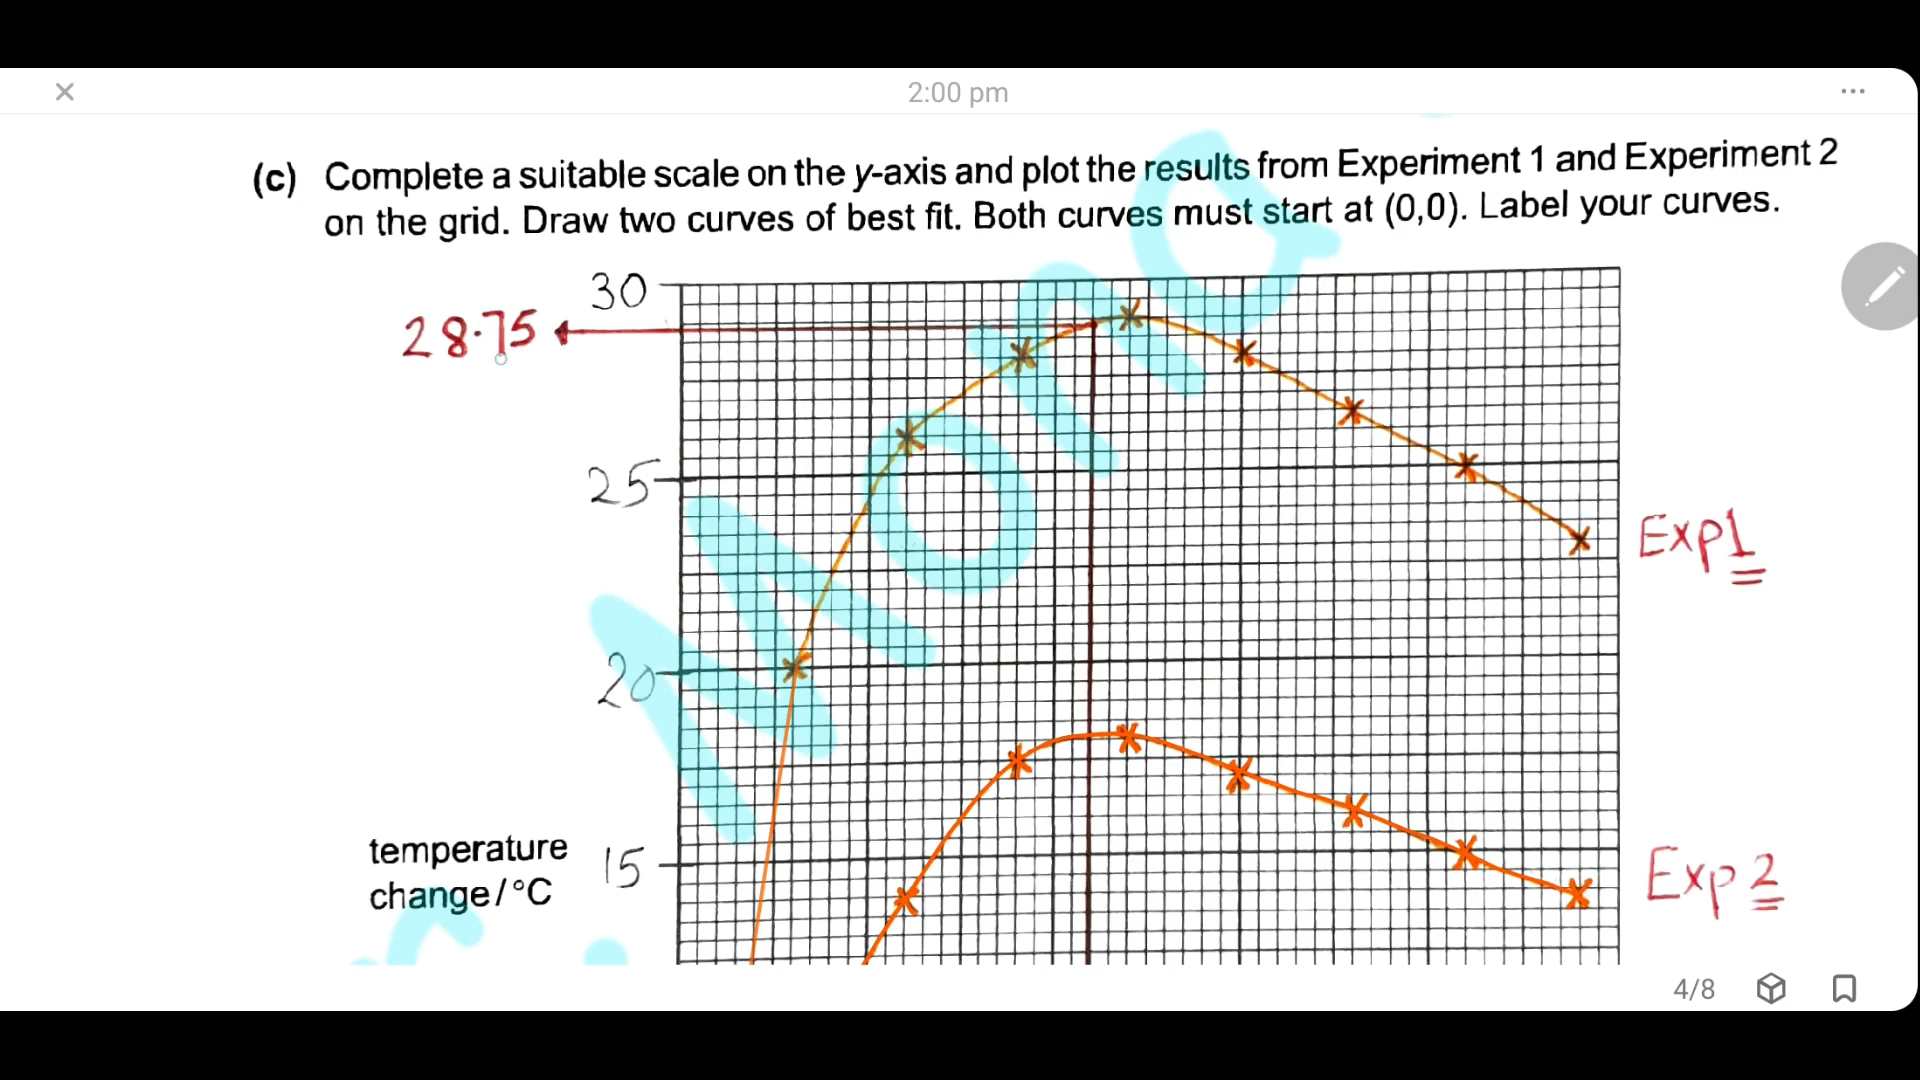 2:00 pm
(c) Complete a suitable scale on the y-axis and plot the results from Experiment 1 and Experiment 2
on the grid. Draw two curves of best fit. Both curves must start at (0,0). Label your curves.
30
28.75
25
Exp1
20
temperature
change/°C
15
Exp 2
Mona
4/8